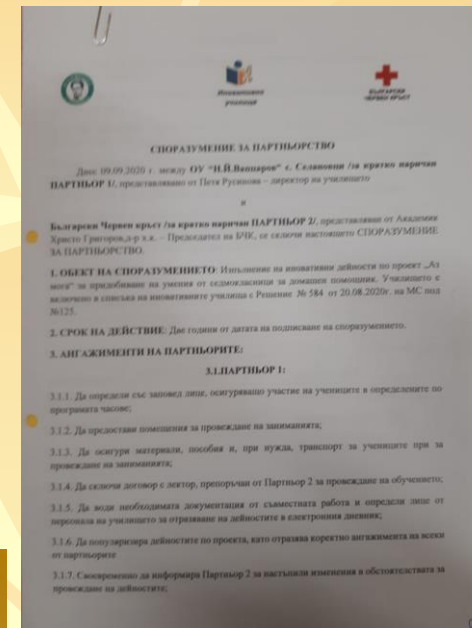 Иновативни
училища
БЪЛГАРСКИ
ЧЕРВЕН КРЪСТ
СПОРАЗУМЕНИЕ ЗА ПАРТНЬОРСТВО
Днес 09.09.2020 г. между ОУ "Н.Й.Вапцаров" с. Селановци /за кратко наричан
ПАРТНЬОР 1/, представлявано от Петя Русинова – директор на училището
и
Български Червен кръст /за кратко наричан ПАРТНЬОР 2/, представляван от Академик
Христо Григоров,д-р х.к. – Председател на БЧК, се сключи настоящето СПОРАЗУМЕНИЕ
ЗА ПАРТНЬОРСТВО.
1. ОБЕКТ НА СПОРАЗУМЕНИЕТО: Изпълнение на иновативни дейности по проект „Аз
мога" за придобиване на умения от седмокласници за домашен помощник. Училището е
включено в списъка на иновативните училища с Решение № 584 от 20.08.2020г. на МС под
№125.
2. СРОК НА ДЕЙСТВИЕ: Две години от датата на подписване на споразумението.
3. АНГАЖИМЕНТИ НА ПАРТНЬОРИТЕ:
3.1.ПАРТНЬОР 1:
3.1.1. Да определи със заповед лице, осигуряващо участие на учениците в определените по
програмата часове;
3.1.2. Да предостави помещения за провеждане на заниманията;
3.1.3. Да осигури материали, пособия и, при нужда, транспорт за учениците при за
провеждане на заниманията;
3.1.4. Да сключи договор с лектор, препоръчан от Партньор 2 за провеждане на обучението;
3.1.5. Да води необходимата документация от съвместната работа и определи лице от
персонала на училището за отразяване на дейностите в електронния дневник;
3.1.6. Да популяризира дейностите по проекта, като отразява коректно ангажимента на всеки
от партньорите
3.1.7. Своевременно да информира Партньор 2 за настъпили изменения в обстоятелствата за
провеждане на дейностите;